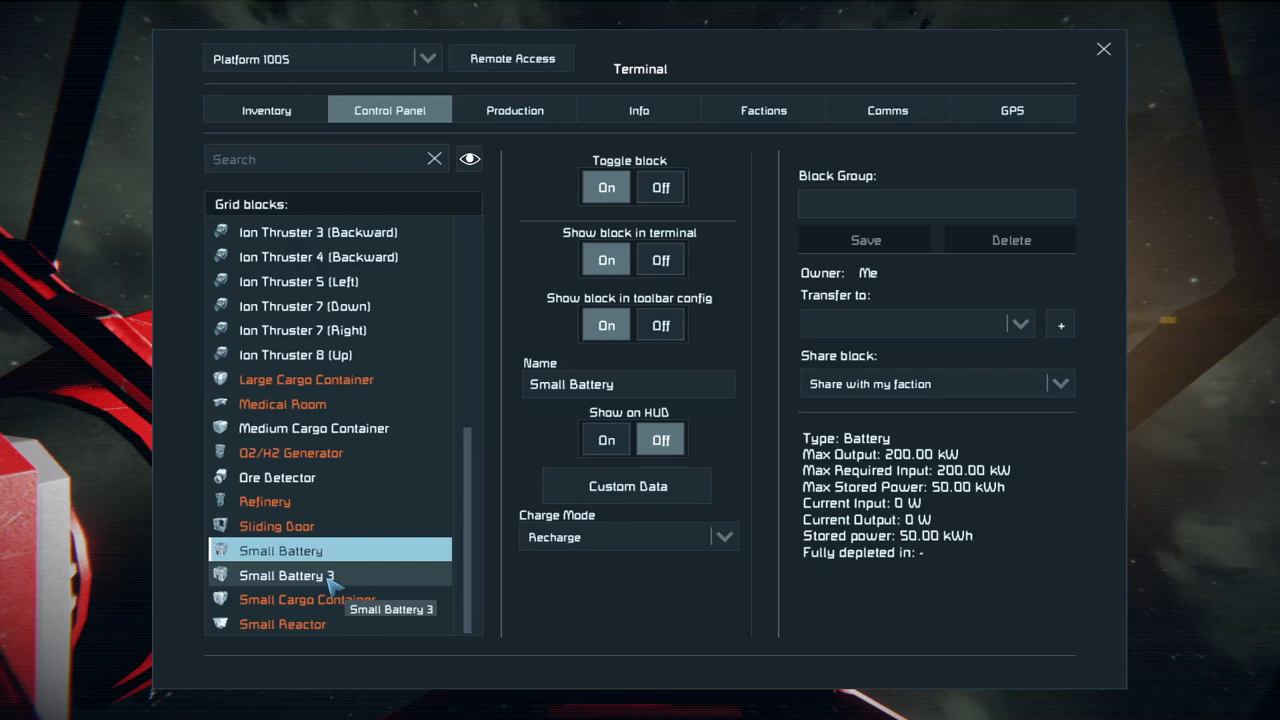 Platform 1005
Remote Access
Terminal
Inventory
Control Panel
Production
Info
Factions
Comms
GPS
Search
Grid blocks:
Ion Thruster 3 (Backward)
Ion Thruster 4 (Backward)
Ion Thruster 5 (Left)
Ion Thruster 7 (Down)
Ion Thruster 7 (Right)
Ion Thruster 8 (Up)
Large Cargo Container
Medical Room
Medium Cargo Container
O2/H2 Generator
Ore Detector
Refinery
Sliding Door
Small Battery
Small Battery 3
Small Cargo Container
Small Battery 3
Small Reactor
Toggle block
On Off
Show block in terminal
On Off
Show block in toolbar config
On Off
Name
Small Battery
Show on HUD
On Off
Custom Data
Charge Mode
Recharge
Block Group:
Save
Delete
Owner: Me
Transfer to:
+
Share block:
Share with my faction
Type: Battery
Max Output: 200.00 kW
Max Required Input: 200.00 kW
Max Stored Power: 50.00 kWh
Current Input: 0 W
Current Output: 0 W
Stored power: 50.00 kWh
Fully depleted in: -